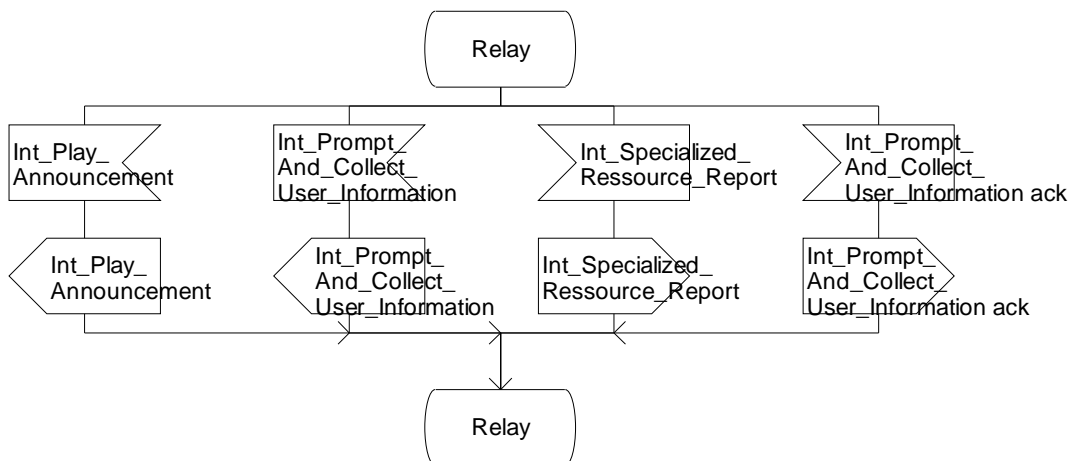 Relay
Int_Play_
Announcement
Int_Prompt_
And_Collect_
User_Information
Int_Specialized_
Ressource_Report
Int_Prompt_
And_Collect_
User_Information ack
Int_Play_
Announcement
Int_Prompt_
And_Collect_
User_Information
Int_Specialized_
Ressource_Report
Int_Prompt_
And_Collect_
User_Information ack
Relay